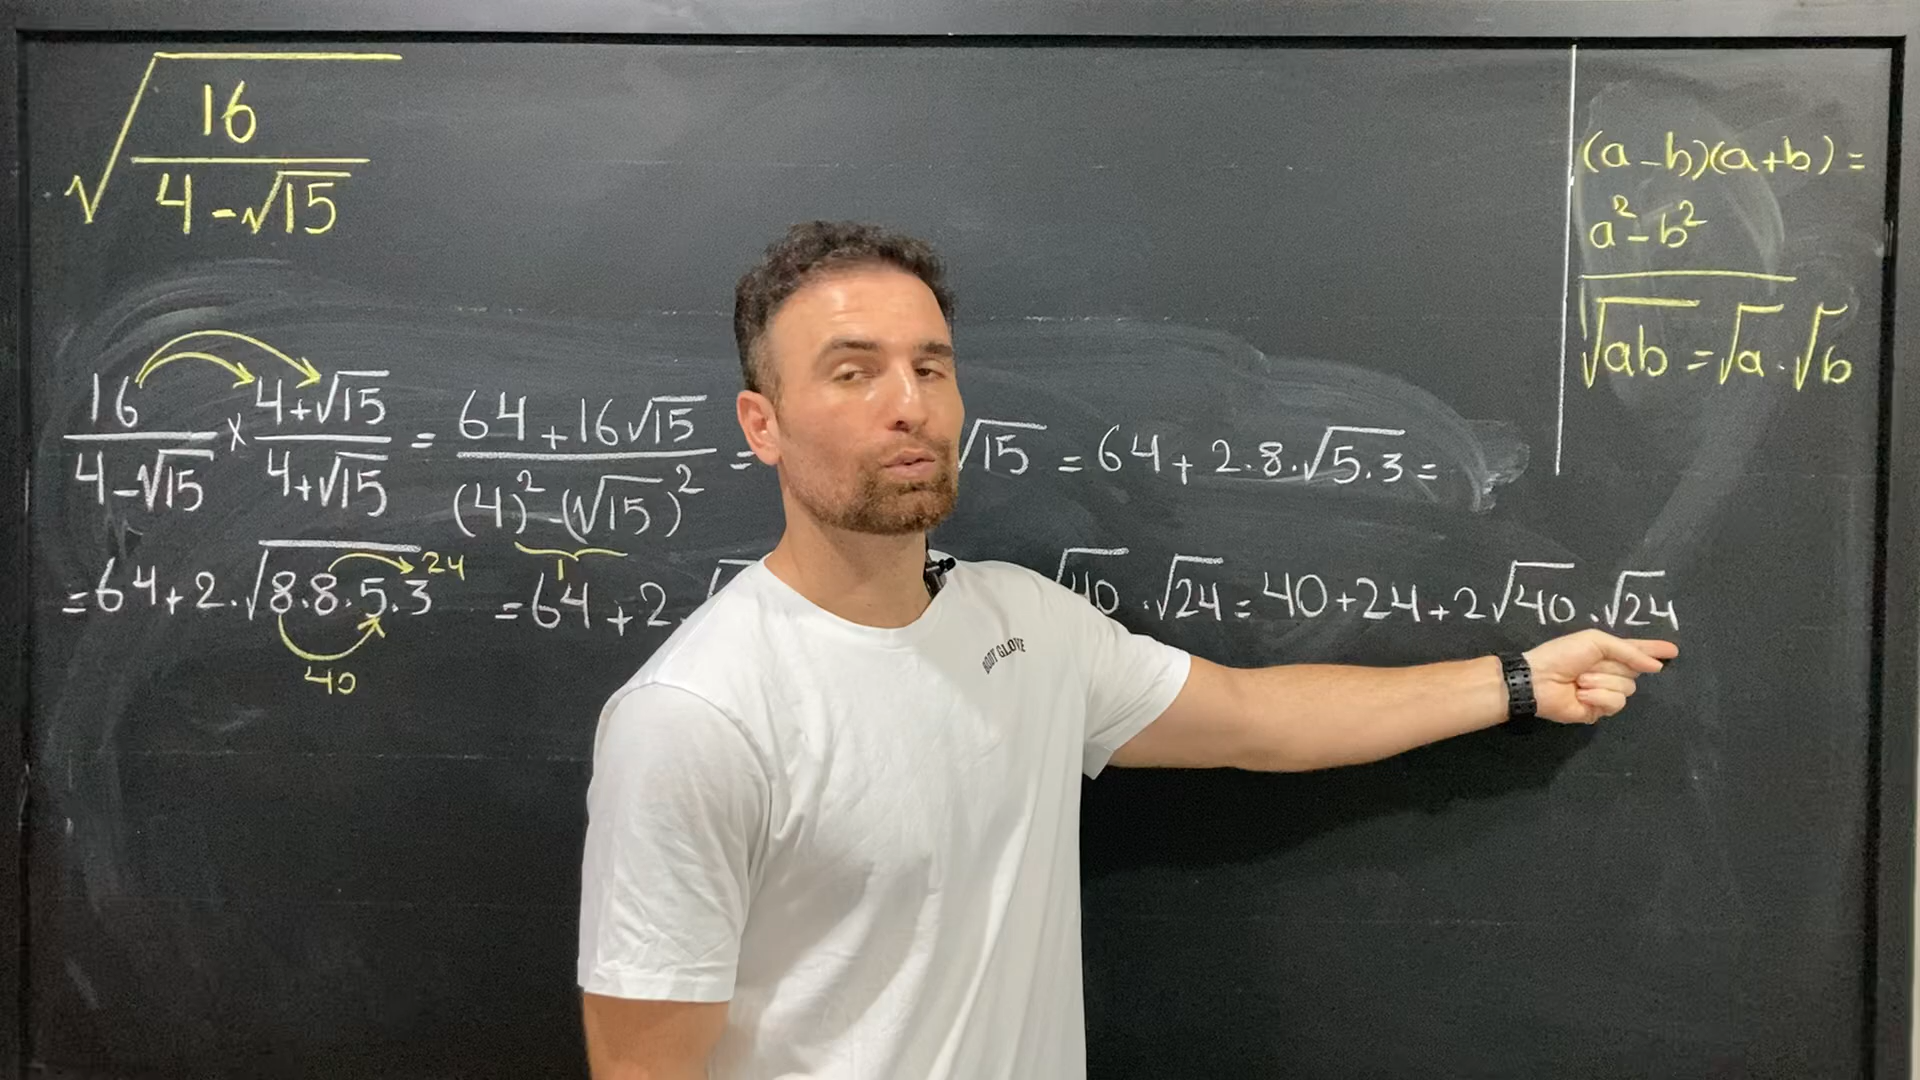 √(16/(4-√15))
(a-b)(a+b)=
a²-b²
√ab=√a.√b
16/(4-√15) x (4+√15)/(4+√15) = (64+16√15)/((4)²-(√15)²) = √15 = 64+2.8.√5.3 =
1
=64+2.√8.8.5.3 24 =64+2. √40.√24=40+24+2√40.√24
40
BODY GLOVE